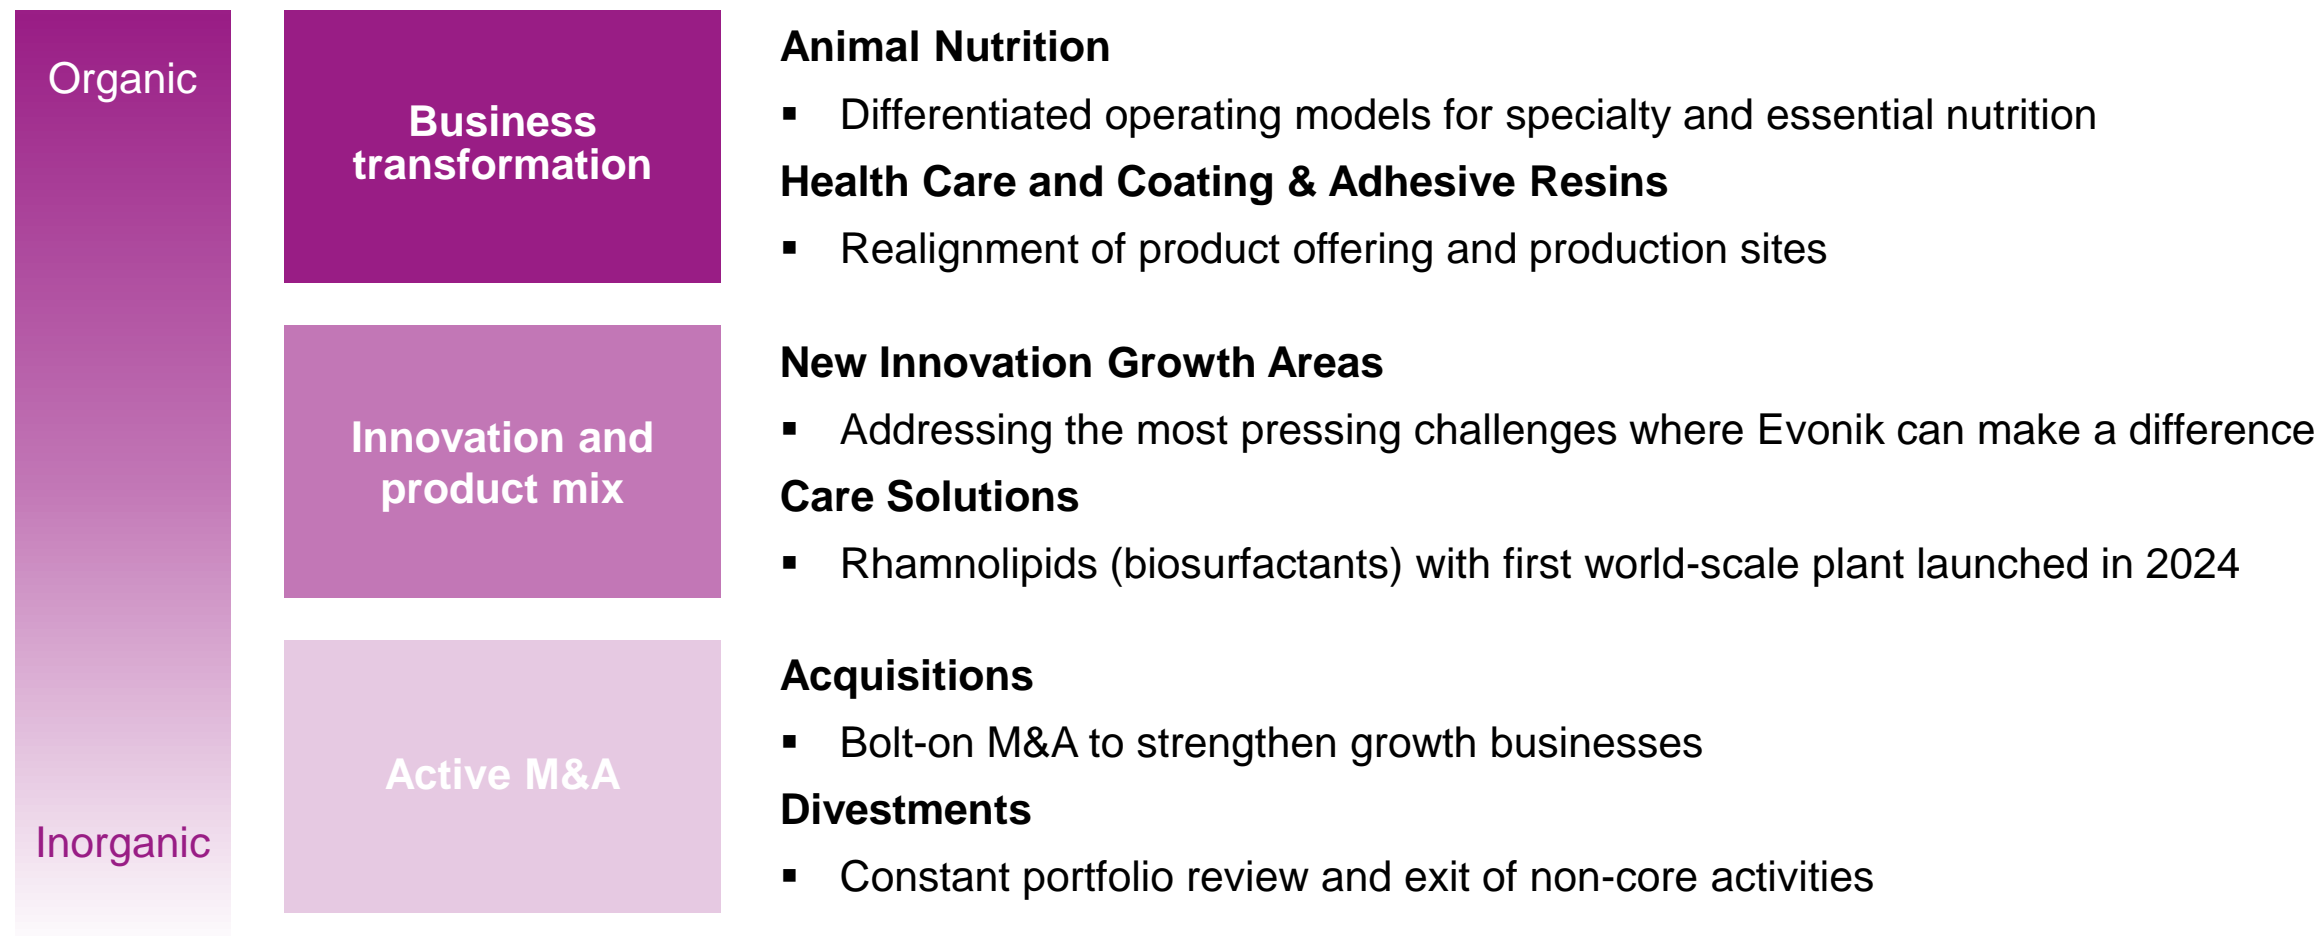 Organic
Business
transformation
Animal Nutrition
▪ Differentiated operating models for specialty and essential nutrition
Health Care and Coating & Adhesive Resins
▪ Realignment of product offering and production sites
Innovation and
product mix
New Innovation Growth Areas
▪ Addressing the most pressing challenges where Evonik can make a difference
Care Solutions
▪ Rhamnolipids (biosurfactants) with first world-scale plant launched in 2024
Active M&A
Acquisitions
▪ Bolt-on M&A to strengthen growth businesses
Divestments
▪ Constant portfolio review and exit of non-core activities
Inorganic